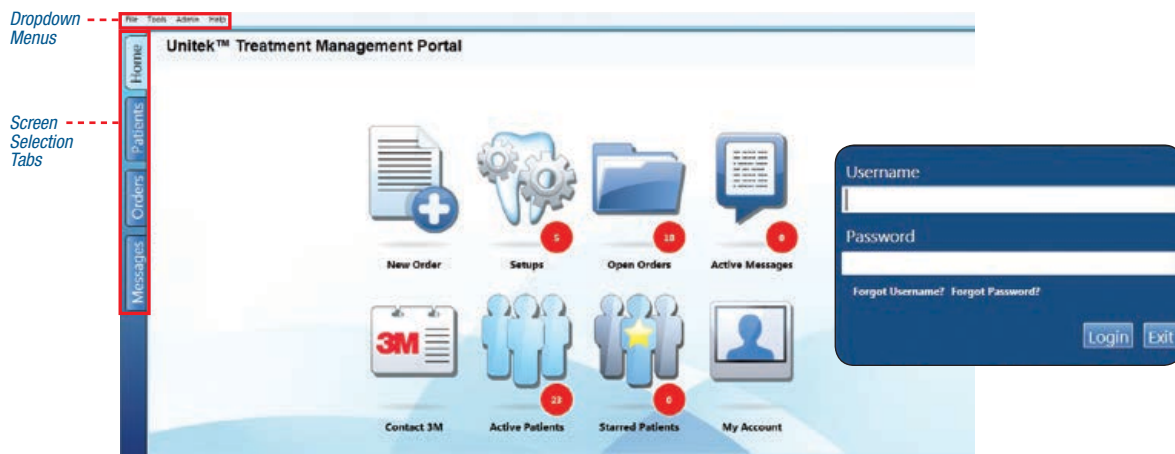 Dropdown
Menus
File Tools Admin Help
Unitek™ Treatment Management Portal
Screen
Selection
Tabs
Home
Patients
Orders
Messages
New Order
5
Setups
18
Open Orders
0
Active Messages
3M
Contact 3M
23
Active Patients
0
Starred Patients
My Account
Username
Password
Forgot Username? Forgot Password?
Login Exit